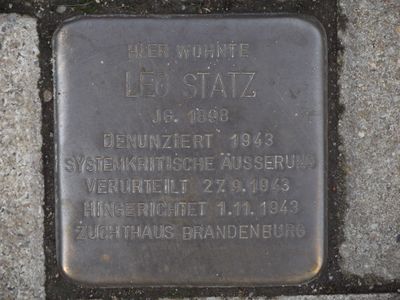 HIER WOHNTE
LEO STATZ
JG. 1898
DENUNZIERT 1943
SYSTEMKRITISCHE ÄUSSERUNG
VERURTEILT 27.9.1943
HINGERICHTET 1.11.1943
ZUCHTHAUS BRANDENBURG